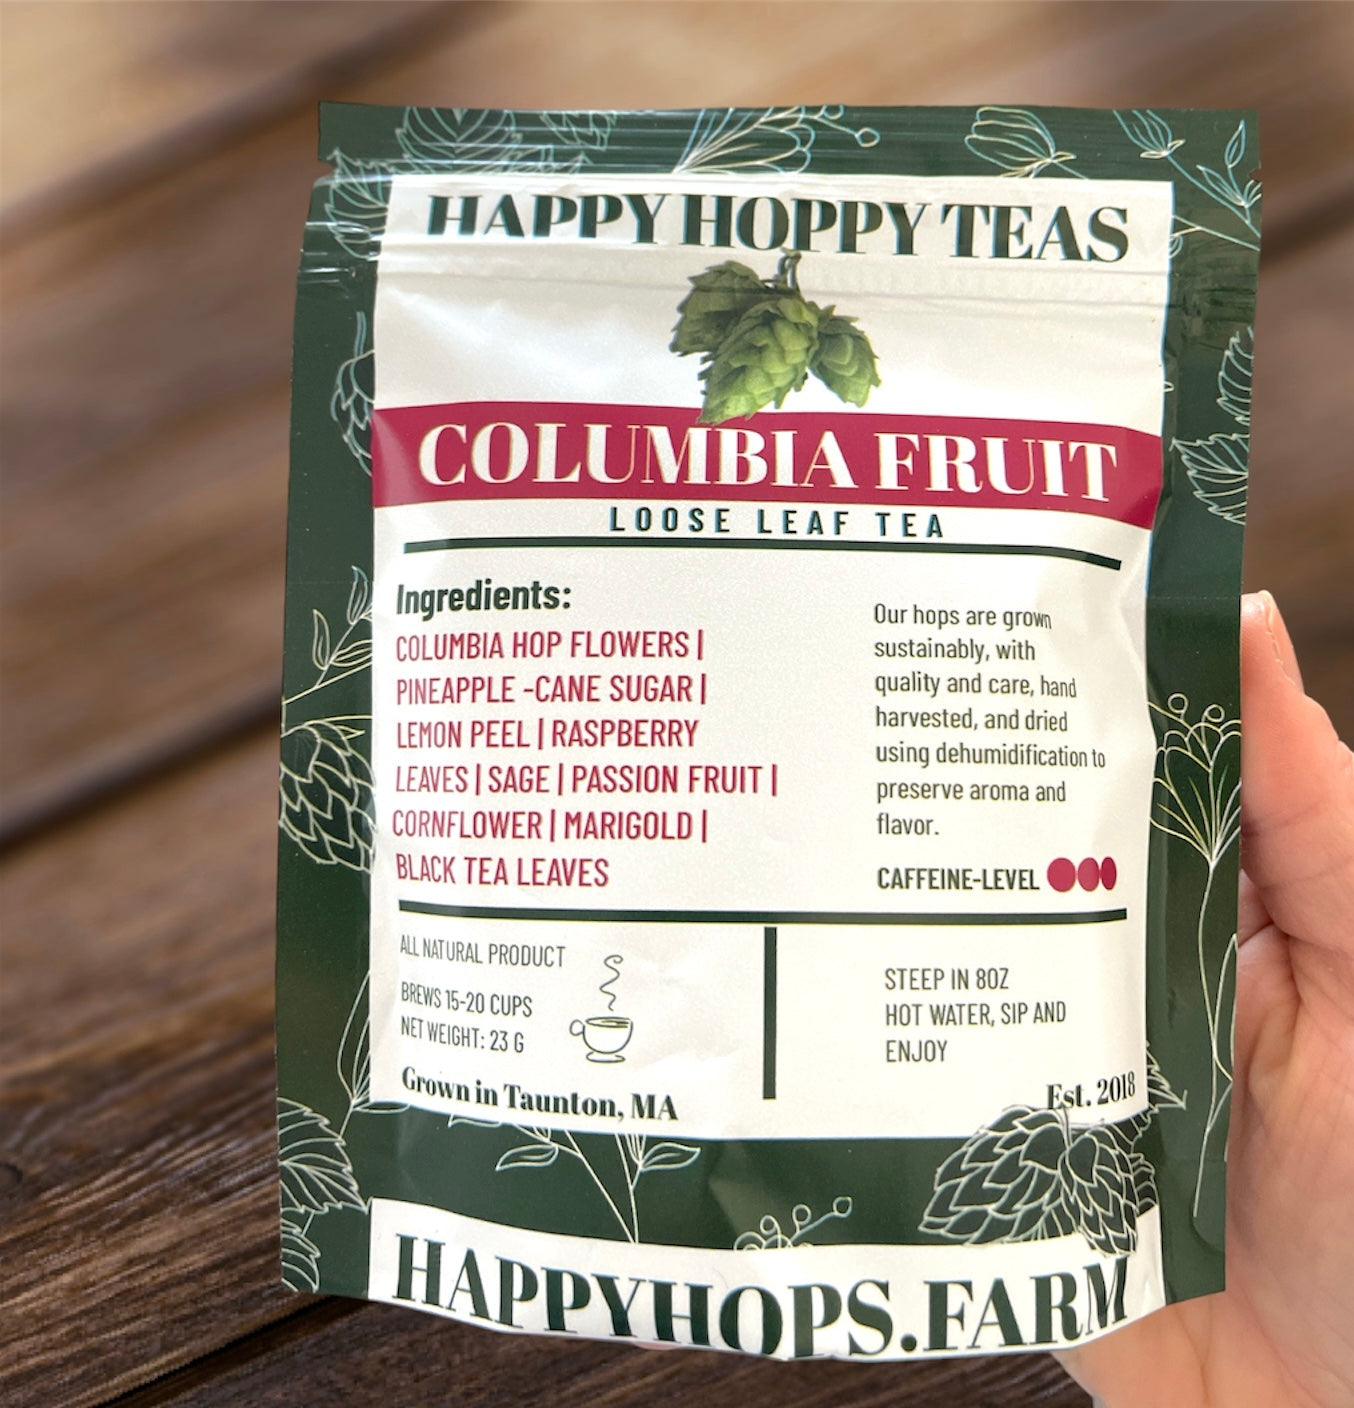 HAPPY HOPPY TEAS
COLUMBIA FRUIT
LOOSE LEAF TEA
Ingredients:
COLUMBIA HOP FLOWERS |
PINEAPPLE -CANE SUGAR |
LEMON PEEL | RASPBERRY
LEAVES | SAGE | PASSION FRUIT |
CORNFLOWER | MARIGOLD |
BLACK TEA LEAVES
Our hops are grown
sustainably, with
quality and care, hand
harvested, and dried
using dehumidification to
preserve aroma and
flavor.
CAFFEINE-LEVEL
ALL NATURAL PRODUCT
BREWS 15-20 CUPS
NET WEIGHT: 23 G
Grown in Taunton, MA
STEEP IN 8OZ
HOT WATER, SIP AND
ENJOY
Est. 2018
HAPPYHOPS.FARM